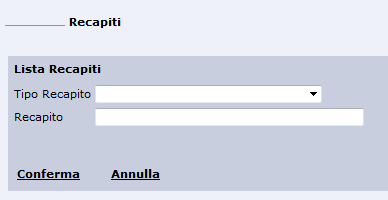 Recapiti
Lista Recapiti
Tipo Recapito
Recapito
Conferma Annulla